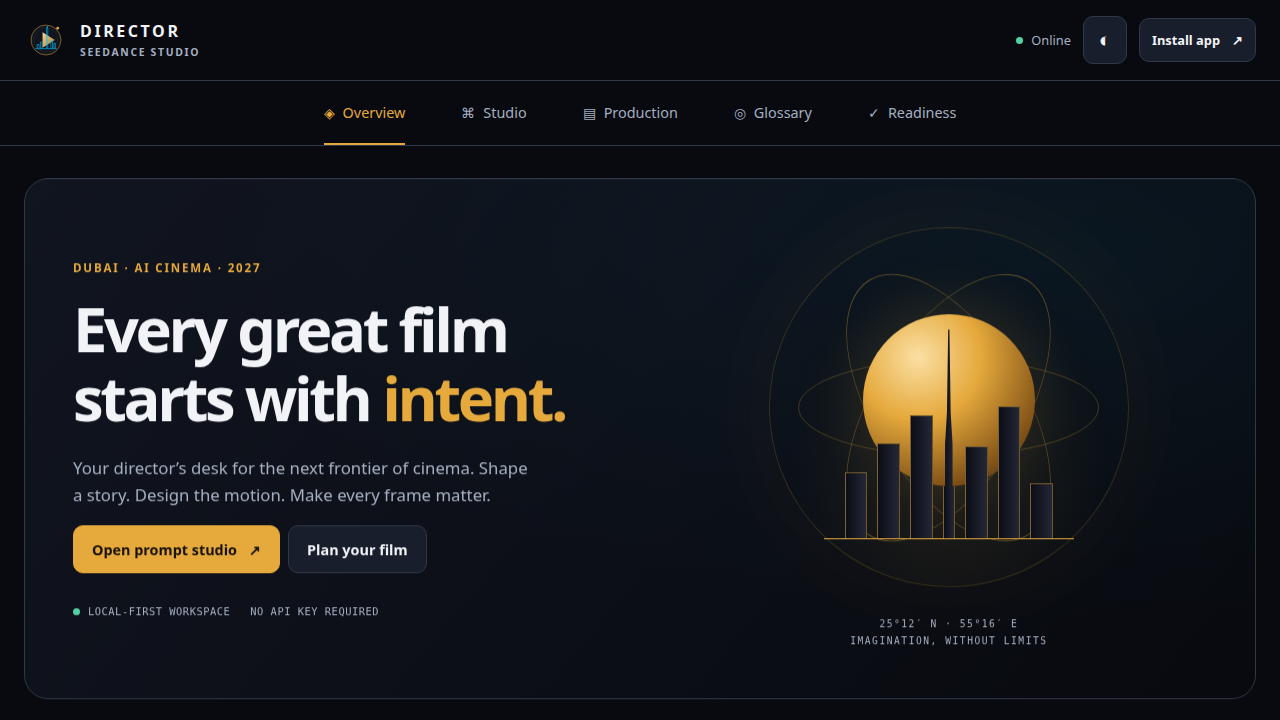 DIRECTOR
SEEDANCE STUDIO
Online
Install app ↗
Overview
Studio
Production
Glossary
Readiness
DUBAI · AI CINEMA · 2027
Every great film
starts with intent.
Your director’s desk for the next frontier of cinema. Shape
a story. Design the motion. Make every frame matter.
Open prompt studio ↗
Plan your film
LOCAL-FIRST WORKSPACE NO API KEY REQUIRED
25°12′ N · 55°16′ E
IMAGINATION, WITHOUT LIMITS